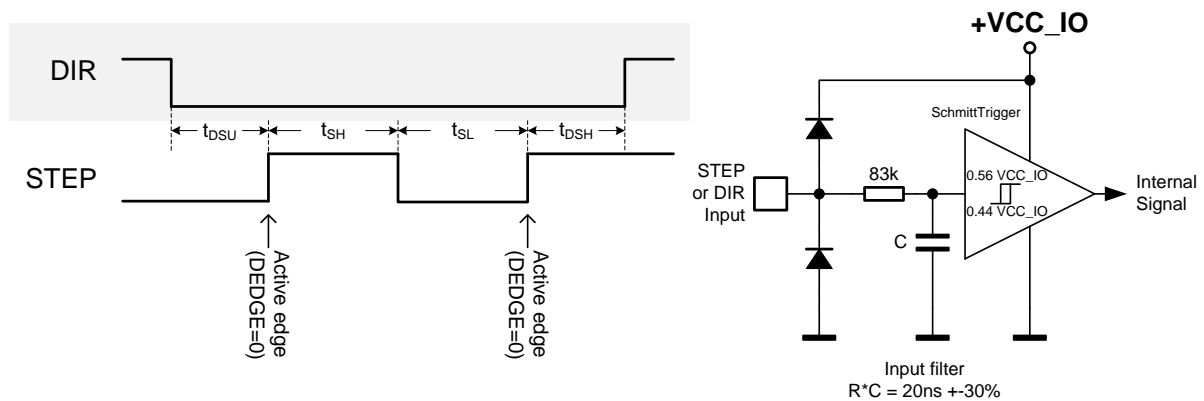 DIR
tDSU
tSH
tSL
tDSH
STEP
Active edge
(DEDGE=0)
Active edge
(DEDGE=0)
+VCC_IO
SchmittTrigger
83k
STEP
or DIR
Input
0.56 VCC_IO
0.44 VCC_IO
Internal
Signal
C
Input filter
R*C = 20ns +-30%